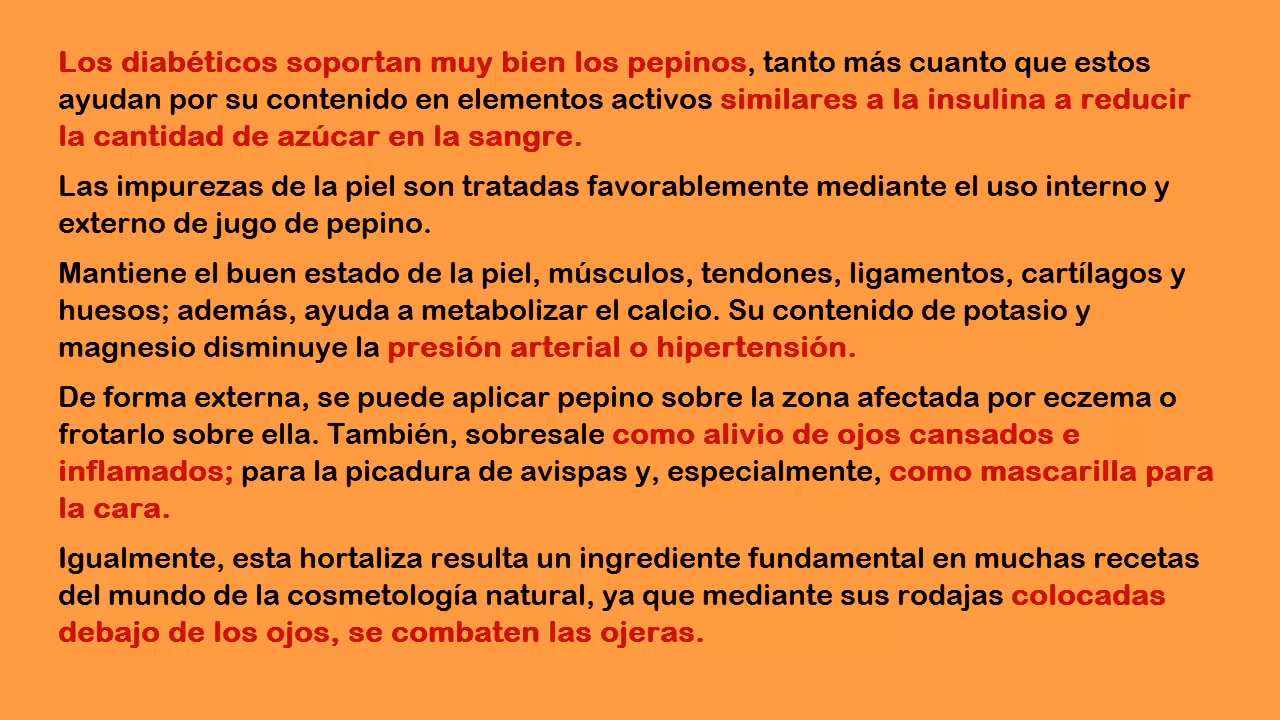 Los diabéticos soportan muy bien los pepinos, tanto más cuanto que estos
ayudan por su contenido en elementos activos similares a la insulina a reducir
la cantidad de azúcar en la sangre.
Las impurezas de la piel son tratadas favorablemente mediante el uso interno y
externo de jugo de pepino.
Mantiene el buen estado de la piel, músculos, tendones, ligamentos, cartílagos y
huesos; además, ayuda a metabolizar el calcio. Su contenido de potasio y
magnesio disminuye la presión arterial o hipertensión.
De forma externa, se puede aplicar pepino sobre la zona afectada por eczema o
frotarlo sobre ella. También, sobresale como alivio de ojos cansados e
inflamados; para la picadura de avispas y, especialmente, como mascarilla para
la cara.
Igualmente, esta hortaliza resulta un ingrediente fundamental en muchas recetas
del mundo de la cosmetología natural, ya que mediante sus rodajas colocadas
debajo de los ojos, se combaten las ojeras.